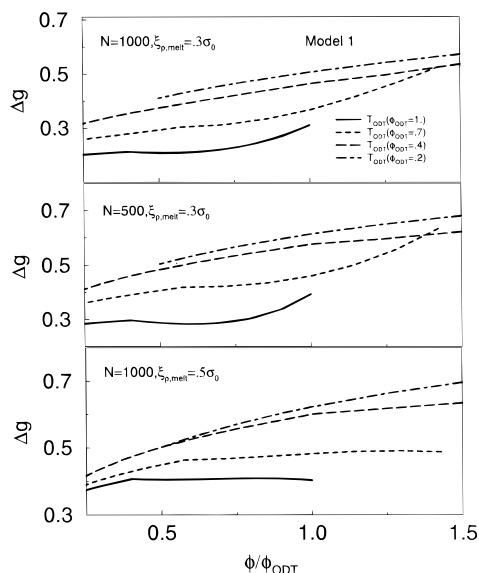 N=1000,ξρ,melt=.3σ0
Model 1
0.7
0.5
0.3
Δg
TODT(ϕODT=1.)
TODT(ϕODT=.7)
TODT(ϕODT=.4)
TODT(ϕODT=.2)
N=500,ξρ,melt=.3σ0
0.7
0.5
0.3
Δg
N=1000,ξρ,melt=.5σ0
0.7
0.5
0.3
Δg
0.5 1.0 1.5
ϕ/ϕODT